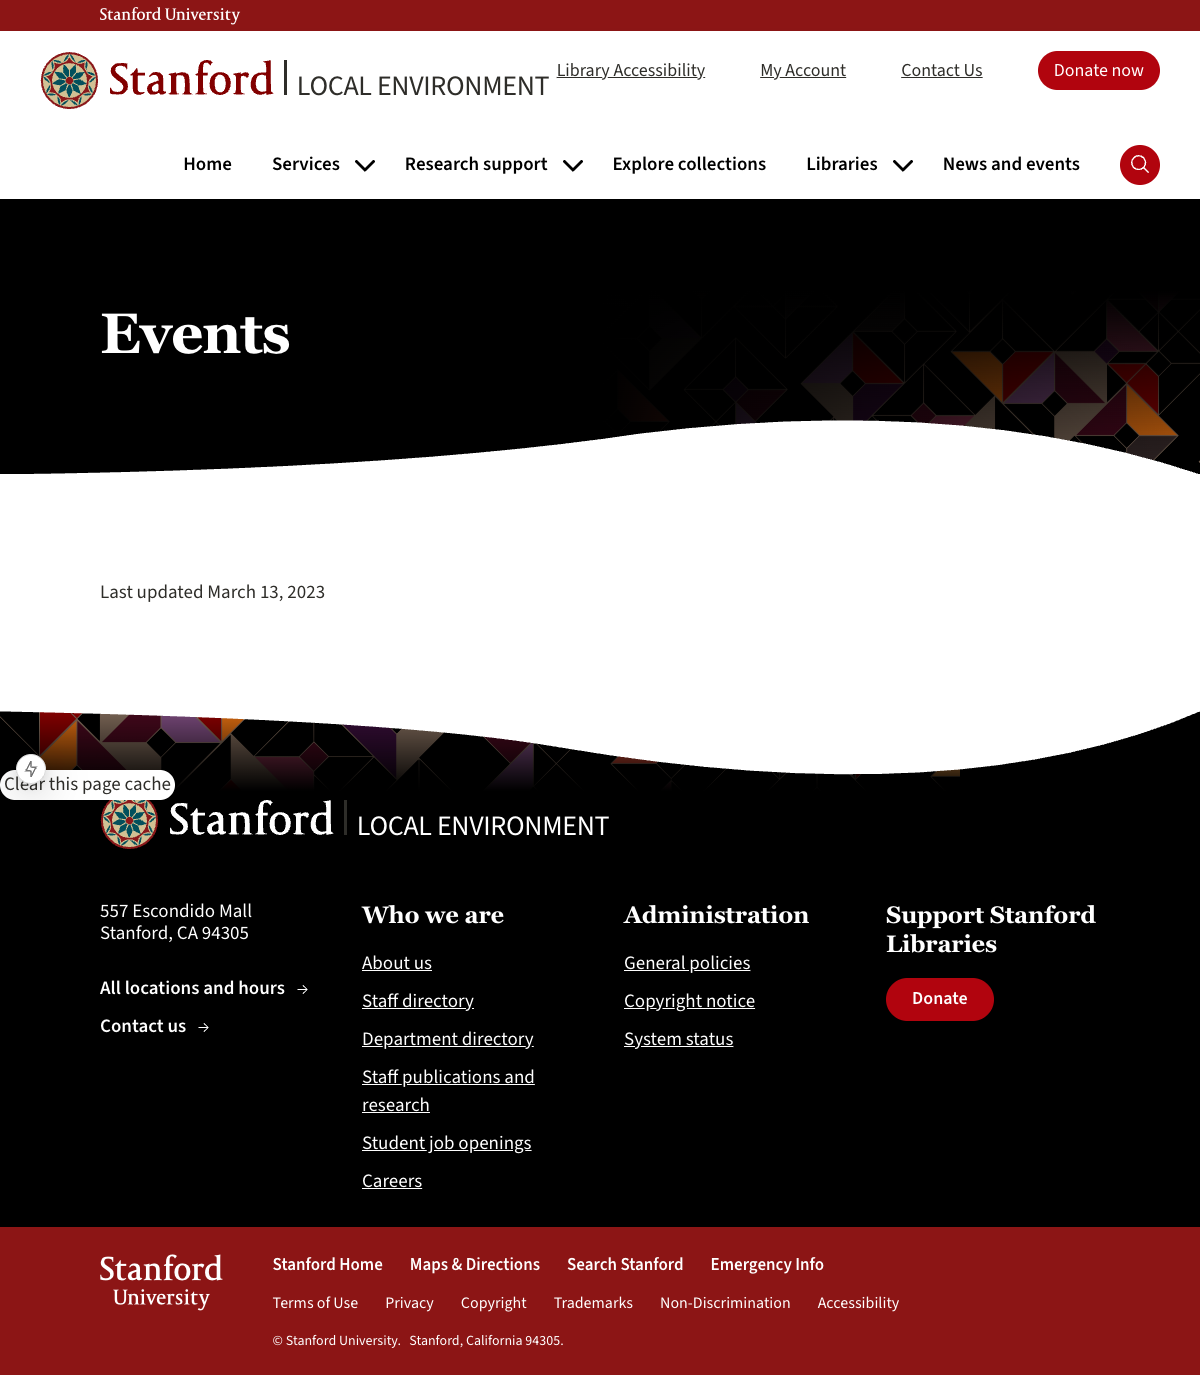 Stanford University
Stanford LOCAL ENVIRONMENT
Library Accessibility
My Account
Contact Us
Donate now
Home
Services
Research support
Explore collections
Libraries
News and events
Events
Last updated March 13, 2023
Clear this page cache
Stanford LOCAL ENVIRONMENT
557 Escondido Mall
Stanford, CA 94305
All locations and hours →
Contact us →
Who we are
About us
Staff directory
Department directory
Staff publications and
research
Student job openings
Careers
Administration
General policies
Copyright notice
System status
Support Stanford
Libraries
Donate
Stanford
University
Stanford Home
Maps & Directions
Search Stanford
Emergency Info
Terms of Use
Privacy
Copyright
Trademarks
Non-Discrimination
Accessibility
© Stanford University. Stanford, California 94305.